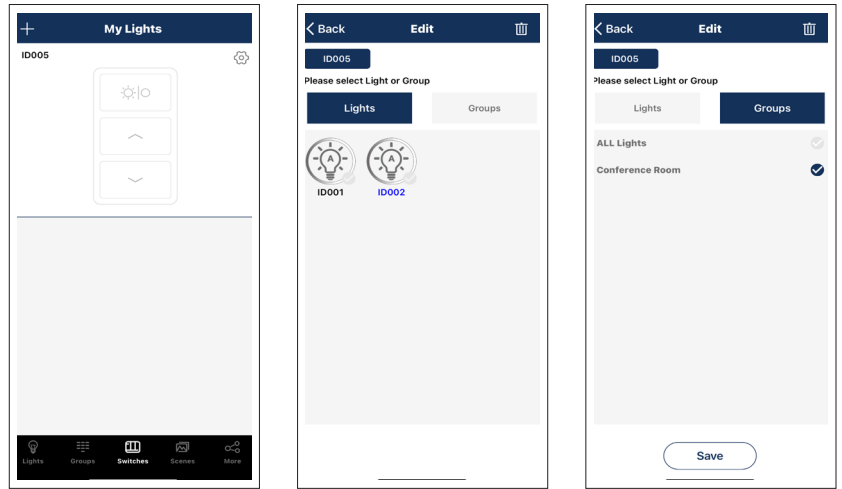 My Lights
ID005
Lights Groups Switches Scenes More
Back Edit
ID005
Please select Light or Group
Lights Groups
A A
ID001 ID002
Back Edit
ID005
Please select Light or Group
Lights Groups
ALL Lights
Conference Room
Save